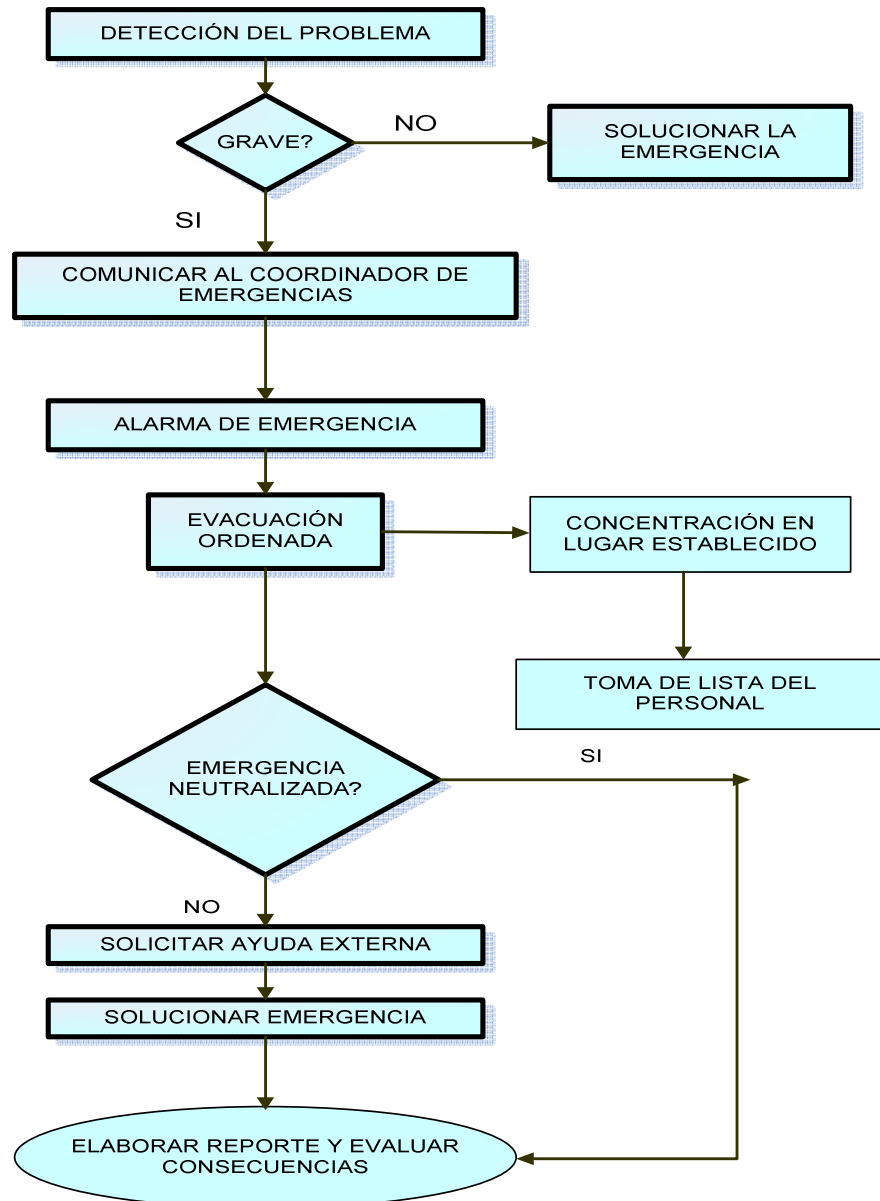 DETECCIÓN DEL PROBLEMA
GRAVE?
NO
SOLUCIONAR LA
EMERGENCIA
SI
COMUNICAR AL COORDINADOR DE
EMERGENCIAS
ALARMA DE EMERGENCIA
EVACUACIÓN
ORDENADA
CONCENTRACIÓN EN
LUGAR ESTABLECIDO
TOMA DE LISTA DEL
PERSONAL
EMERGENCIA
NEUTRALIZADA?
SI
NO
SOLICITAR AYUDA EXTERNA
SOLUCIONAR EMERGENCIA
ELABORAR REPORTE Y EVALUAR
CONSECUENCIAS